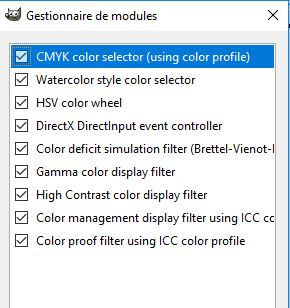 Gestionnaire de modules
CMYK color selector (using color profile)
Watercolor style color selector
HSV color wheel
DirectX DirectInput event controller
Color deficit simulation filter (Brettel-Vienot-
Gamma color display filter
High Contrast color display filter
Color management display filter using ICC cc
Color proof filter using ICC color profile